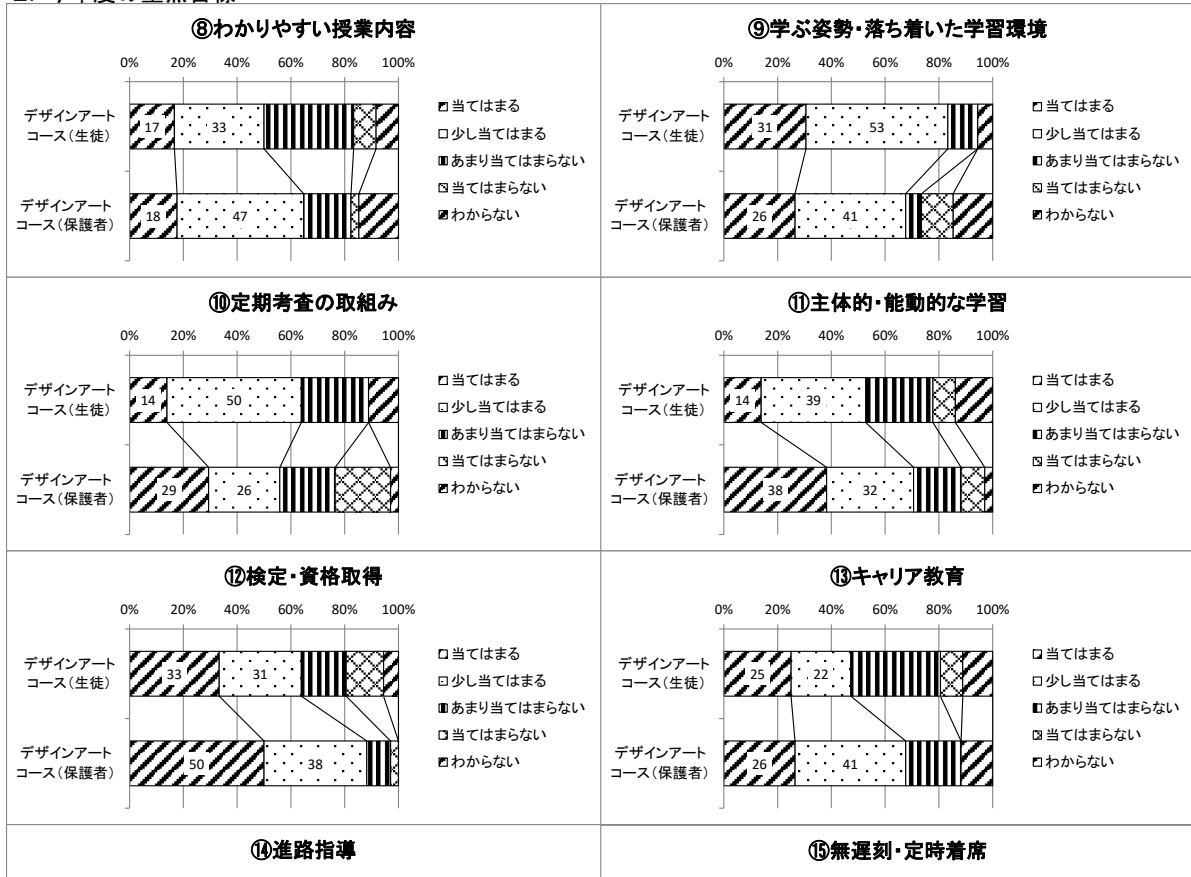 ⑧わかりやすい授業内容
0% 20% 40% 60% 80% 100%
デザインアート
コース(生徒)
17 33
デザインアート
コース(保護者)
18 47
当てはまる
少し当てはまる
あまり当てはまらない
当てはまらない
わからない
⑨学ぶ姿勢・落ち着いた学習環境
0% 20% 40% 60% 80% 100%
デザインアート
コース(生徒)
31 53
デザインアート
コース(保護者)
26 41
当てはまる
少し当てはまる
あまり当てはまらない
当てはまらない
わからない
⑩定期考査の取組み
0% 20% 40% 60% 80% 100%
デザインアート
コース(生徒)
14 50
デザインアート
コース(保護者)
29 26
当てはまる
少し当てはまる
あまり当てはまらない
当てはまらない
わからない
⑪主体的・能動的な学習
0% 20% 40% 60% 80% 100%
デザインアート
コース(生徒)
14 39
デザインアート
コース(保護者)
38 32
当てはまる
少し当てはまる
あまり当てはまらない
当てはまらない
わからない
⑫検定・資格取得
0% 20% 40% 60% 80% 100%
デザインアート
コース(生徒)
33 31
デザインアート
コース(保護者)
50 38
当てはまる
少し当てはまる
あまり当てはまらない
当てはまらない
わからない
⑬キャリア教育
0% 20% 40% 60% 80% 100%
デザインアート
コース(生徒)
25 22
デザインアート
コース(保護者)
26 41
当てはまる
少し当てはまる
あまり当てはまらない
当てはまらない
わからない
⑭進路指導
⑮無遅刻・定時着席